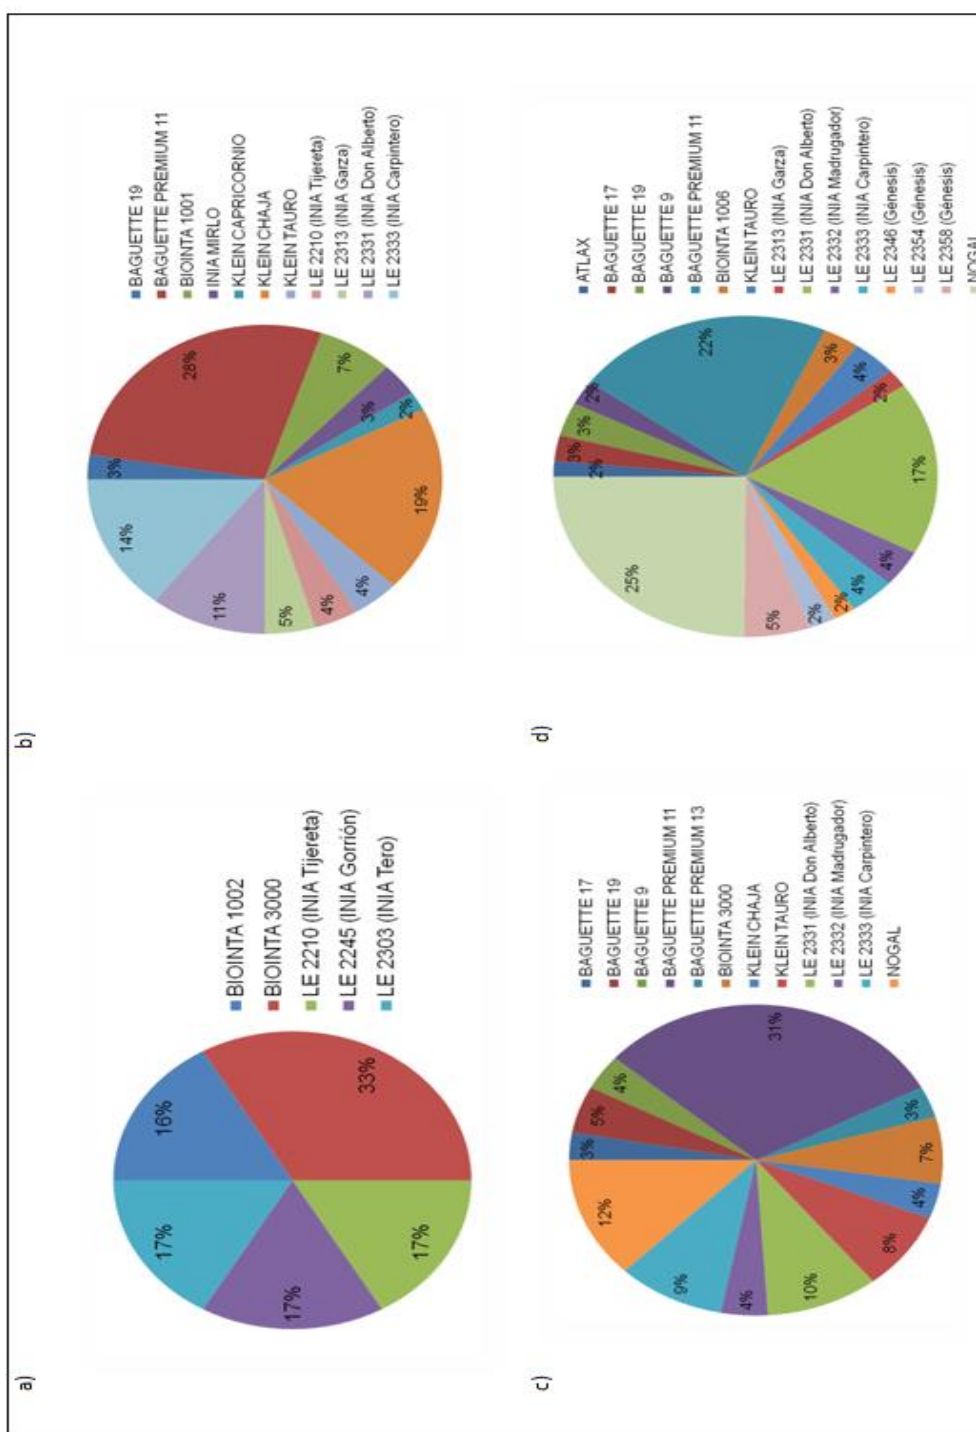 a)
16%
33%
17%
17%
17%
BIOINTA 1002
BIOINTA 3000
LE 2210 (INIA Tijereta)
LE 2245 (INIA Gorrión)
LE 2303 (INIA Tero)
b)
3%
28%
7%
3%
2%
19%
4%
4%
5%
11%
14%
BAGUETTE 19
BAGUETTE PREMIUM 11
BIOINTA 1001
INIA MIRLO
KLEIN CAPRICORNIO
KLEIN CHAJA
KLEIN TAURO
LE 2210 (INIA Tijereta)
LE 2313 (INIA Garza)
LE 2331 (INIA Don Alberto)
LE 2333 (INIA Carpintero)
c)
3%
5%
4%
31%
3%
7%
4%
8%
10%
4%
9%
12%
BAGUETTE 17
BAGUETTE 19
BAGUETTE 9
BAGUETTE PREMIUM 11
BAGUETTE PREMIUM 13
BIOINTA 3000
KLEIN CHAJA
KLEIN TAURO
LE 2331 (INIA Don Alberto)
LE 2332 (INIA Madrugador)
LE 2333 (INIA Carpintero)
NOGAL
d)
2%
3%
3%
2%
22%
3%
4%
2%
17%
4%
4%
2%
2%
5%
25%
ATLAX
BAGUETTE 17
BAGUETTE 19
BAGUETTE 9
BAGUETTE PREMIUM 11
BIOINTA 1006
KLEIN TAURO
LE 2313 (INIA Garza)
LE 2331 (INIA Don Alberto)
LE 2332 (INIA Madrugador)
LE 2333 (INIA Carpintero)
LE 2346 (Génesis)
LE 2354 (Génesis)
LE 2358 (Génesis)
NOGAL